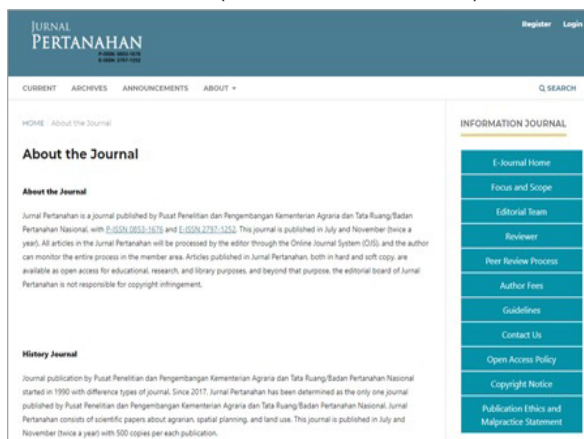 JURNAL
PERTANAHAN
P-ISSN: 0853-1676
E-ISSN: 2797-1252
Register Login
CURRENT ARCHIVES ANNOUNCEMENTS ABOUT
SEARCH
HOME / About the Journal
About the Journal
About the Journal
Jurnal Pertanahan is a journal published by Pusat Penelitian dan Pengembangan Kementerian Agraria dan Tata Ruang/Badan
Pertanahan Nasional, with P-ISSN 0853-1676 and E-ISSN 2797-1252. This journal is published in July and November (twice a
year). All articles in the Jurnal Pertanahan will be processed by the editor through the Online Journal System (OJS), and the author
can monitor the entire process in the member area. Articles published in Jurnal Pertanahan, both in hard and soft copy, are
available as open access for educational, research, and library purposes, and beyond that purpose, the editorial board of Jurnal
Pertanahan is not responsible for copyright infringement.
History Journal
Journal publication by Pusat Penelitian dan Pengembangan Kementerian Agraria dan Tata Ruang/Badan Pertanahan Nasional
started in 1990 with difference types of journal. Since 2017, Jurnal Pertanahan has been determined as the only one journal
published by Pusat Penelitian dan Pengembangan Kementerian Agraria dan Tata Ruang/Badan Pertanahan Nasional. Jurnal
Pertanahan consists of scientific papers about agrarian, spatial planning, and land use. This journal is published in July and
November (twice a year) with 500 copies per each publication.
INFORMATION JOURNAL
E-Journal Home
Focus and Scope
Editorial Team
Reviewer
Peer Review Process
Author Fees
Guidelines
Contact Us
Open Access Policy
Copyright Notice
Publication Ethics and
Malpractice Statement